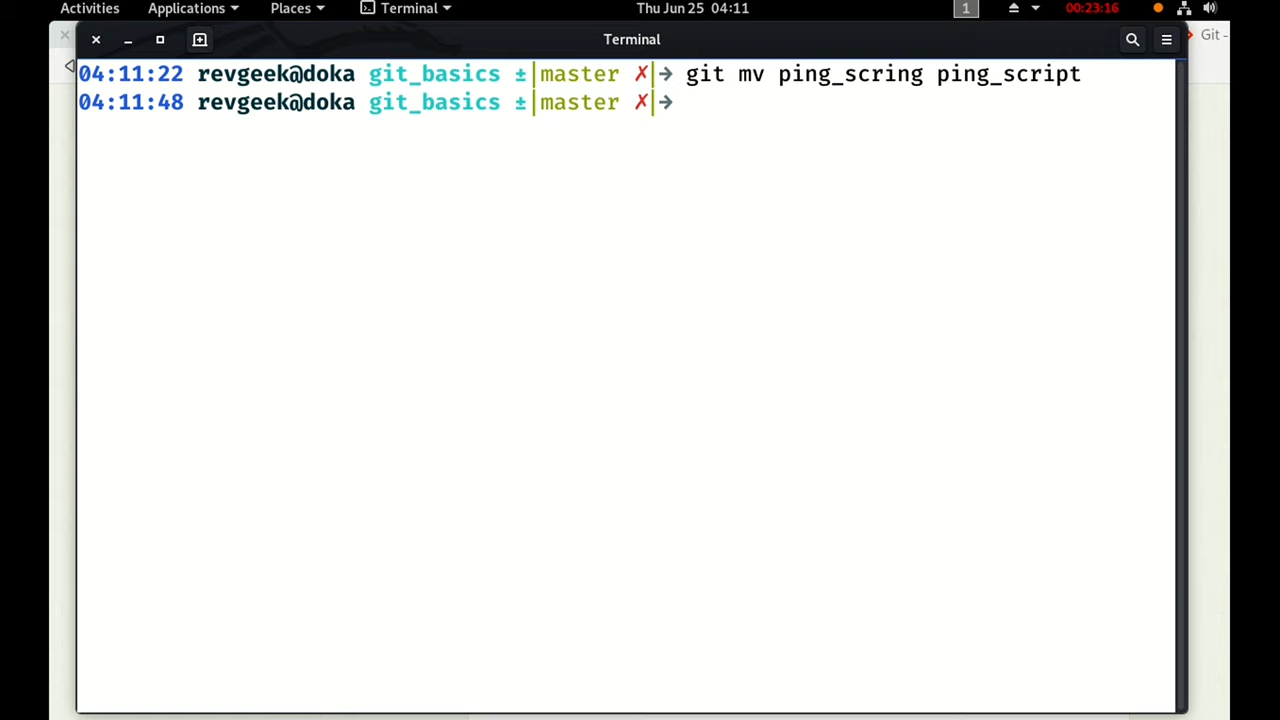 Activities Applications Places Terminal Thu Jun 25 04:11 1 00:23:16
Terminal
Git -
04:11:22 revgeek@doka git_basics ±|master ✗|→ git mv ping_scring ping_script
04:11:48 revgeek@doka git_basics ±|master ✗|→